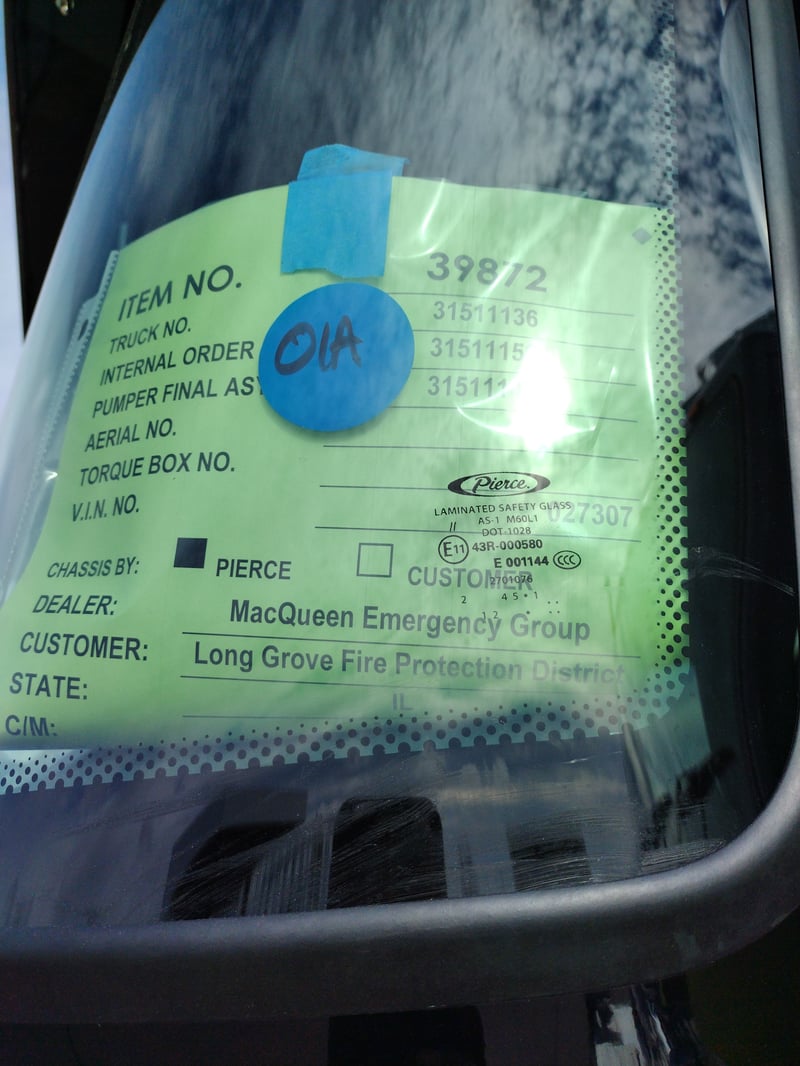 ITEM NO. 39872
TRUCK NO. 31511136
INTERNAL ORDER
PUMPER FINAL
AERIAL NO.
TORQUE BOX NO.
V.I.N. NO. 027307
OIA
Pierce.
LAMINATED SAFETY GLASS
AS-1 M60L1
DOT-1028
E11 43R-000580
E 001144 CCC
2701076
CHASSIS BY: PIERCE CUSTOMER
DEALER: MacQueen Emergency Group
CUSTOMER: Long Grove Fire Protection District
STATE: IL
C/M: